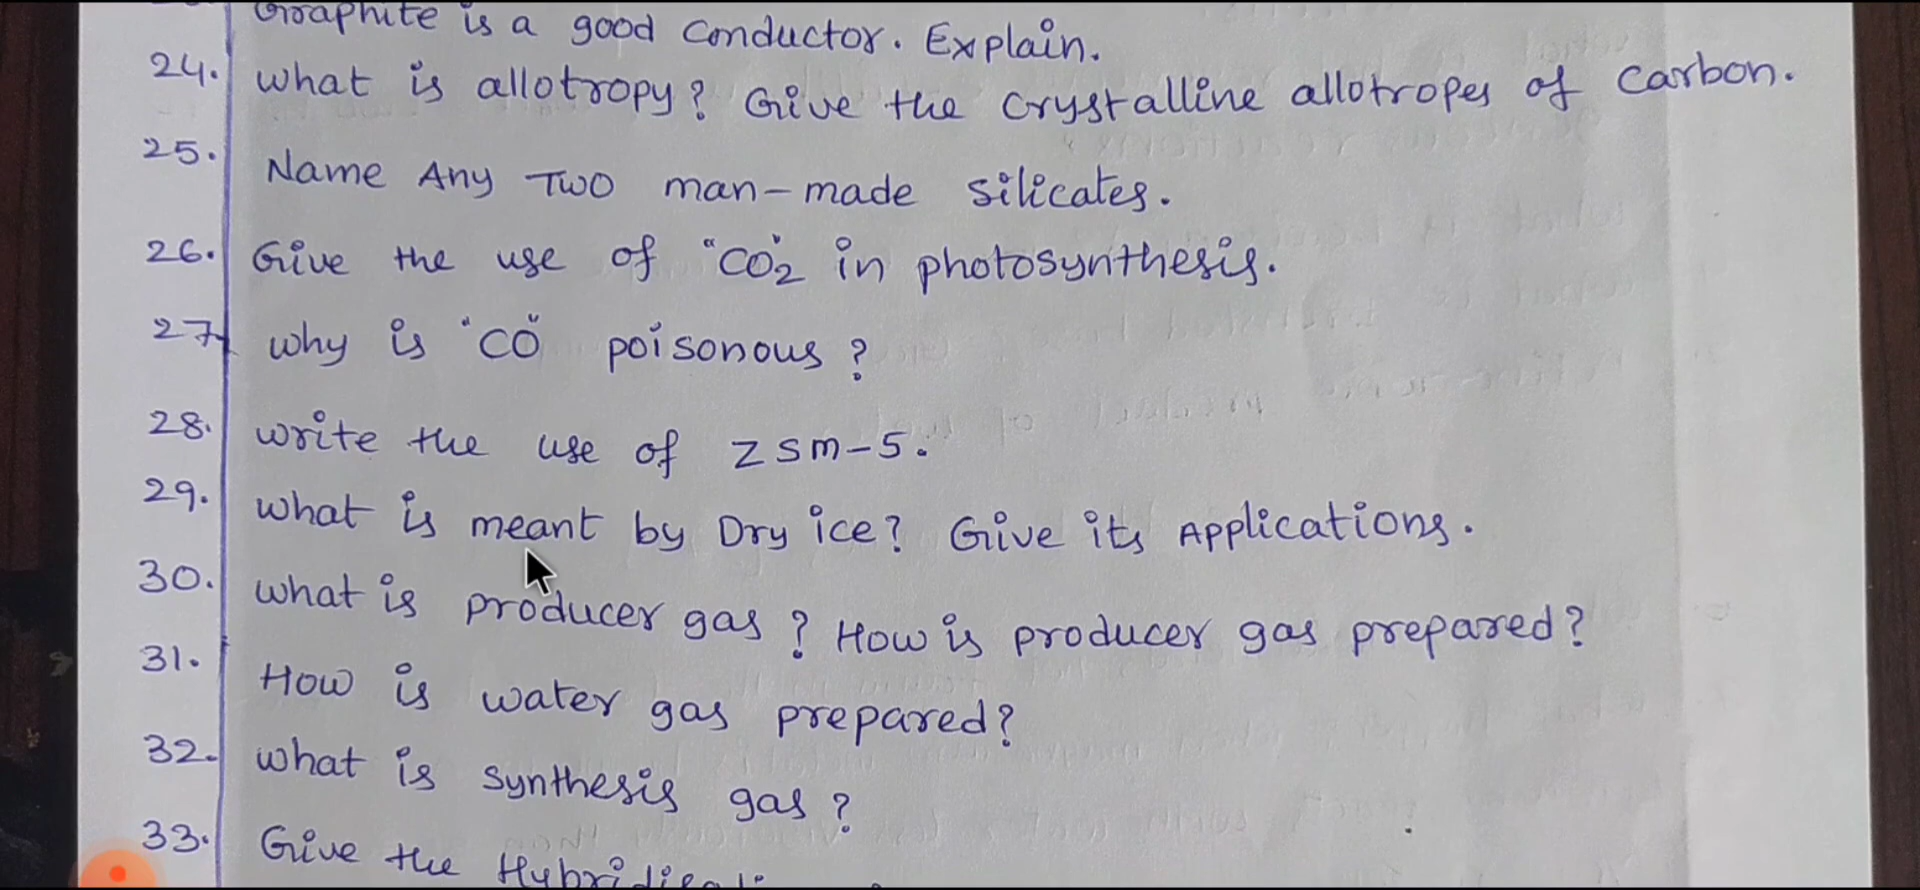 Graphite is a good conductor. Explain.
24. what is allotropy? Give the crystalline allotropes of carbon.
25. Name Any Two man-made silicates.
26. Give the use of "CO2" in photosynthesis.
27. why is "CO" poisonous?
28. write the use of ZSM-5.
29. what is meant by Dry ice? Give its Applications.
30. what is producer gas? How is producer gas prepared?
31. How is water gas prepared?
32. what is synthesis gas?
33. Give the